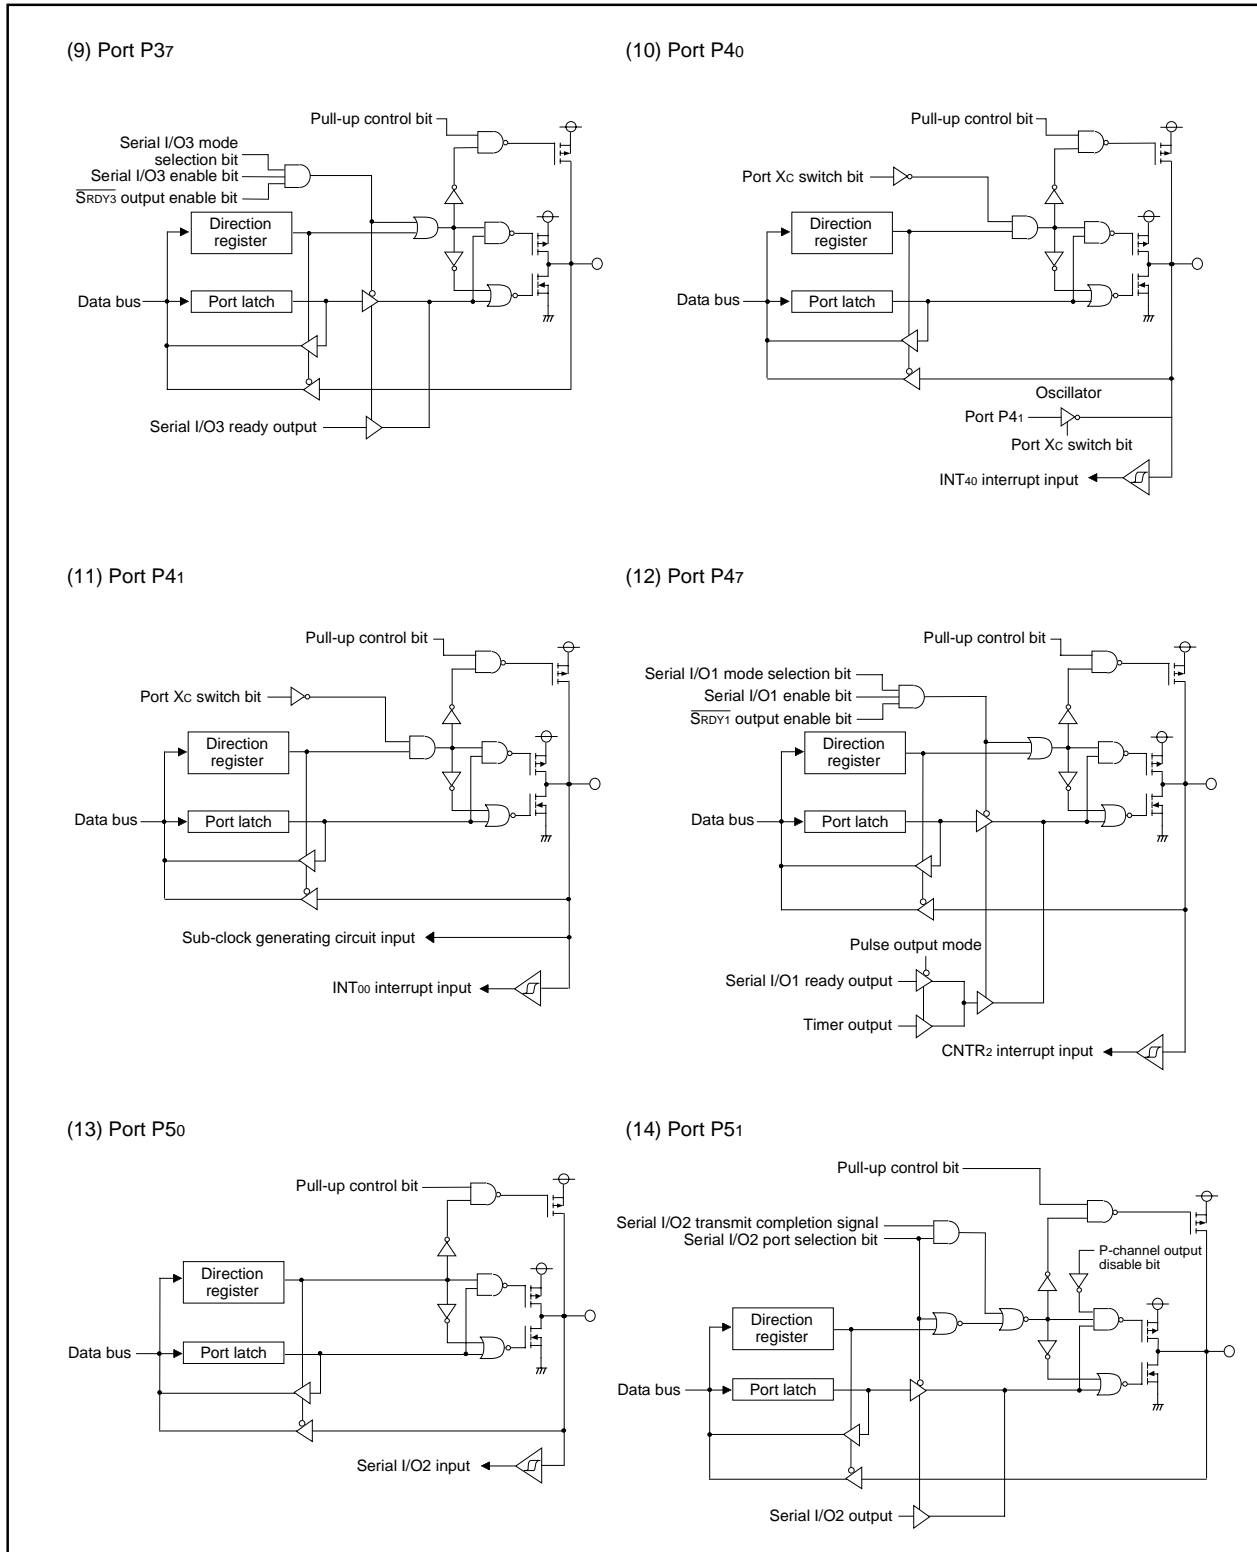 (9) Port P37
Pull-up control bit
Serial I/O3 mode
selection bit
Serial I/O3 enable bit
SRDY3 output enable bit
Direction
register
Data bus
Port latch
Serial I/O3 ready output
(10) Port P40
Pull-up control bit
Port XC switch bit
Direction
register
Data bus
Port latch
Oscillator
Port P41
Port XC switch bit
INT40 interrupt input
(11) Port P41
Pull-up control bit
Port XC switch bit
Direction
register
Data bus
Port latch
Sub-clock generating circuit input
INT00 interrupt input
(12) Port P47
Pull-up control bit
Serial I/O1 mode selection bit
Serial I/O1 enable bit
SRDY1 output enable bit
Direction
register
Data bus
Port latch
Pulse output mode
Serial I/O1 ready output
Timer output
CNTR2 interrupt input
(13) Port P50
Pull-up control bit
Direction
register
Data bus
Port latch
Serial I/O2 input
(14) Port P51
Pull-up control bit
Serial I/O2 transmit completion signal
Serial I/O2 port selection bit
P-channel output
disable bit
Direction
register
Data bus
Port latch
Serial I/O2 output